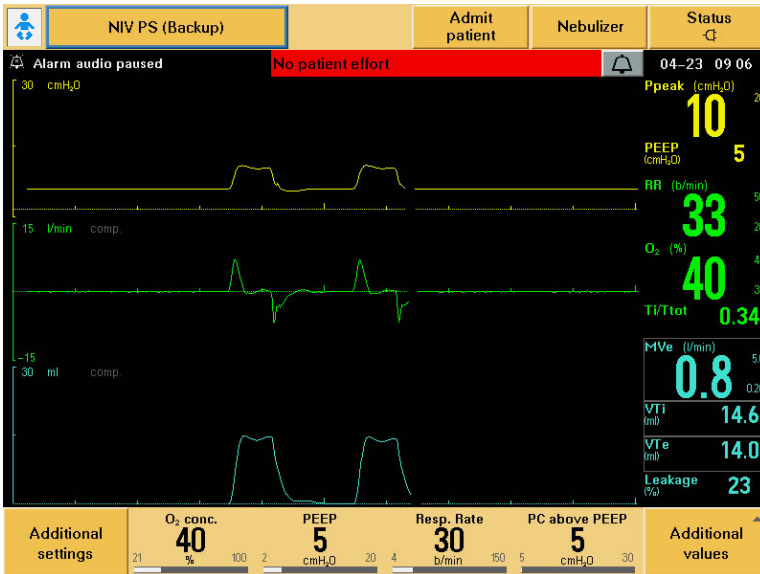 NIV PS (Backup)
Admit
patient
Nebulizer
Status
Alarm audio paused
No patient effort
04-23 09 06
30 cmH₂O
Ppeak (cmH₂O)
10
PEEP
(cmH₂O)
5
RR (b/min)
33
15 l/min comp.
O₂ (%)
40
Ti/Ttot
0.34
-15
30 ml comp.
MVe (l/min)
0.8
VTi
(ml)
14.6
VTe
(ml)
14.0
Leakage
(%)
23
Additional
settings
O₂ conc.
40
21 % 100
PEEP
5
2 cmH₂O 20
Resp. Rate
30
4 b/min 150
PC above PEEP
5
5 cmH₂O 30
Additional
values